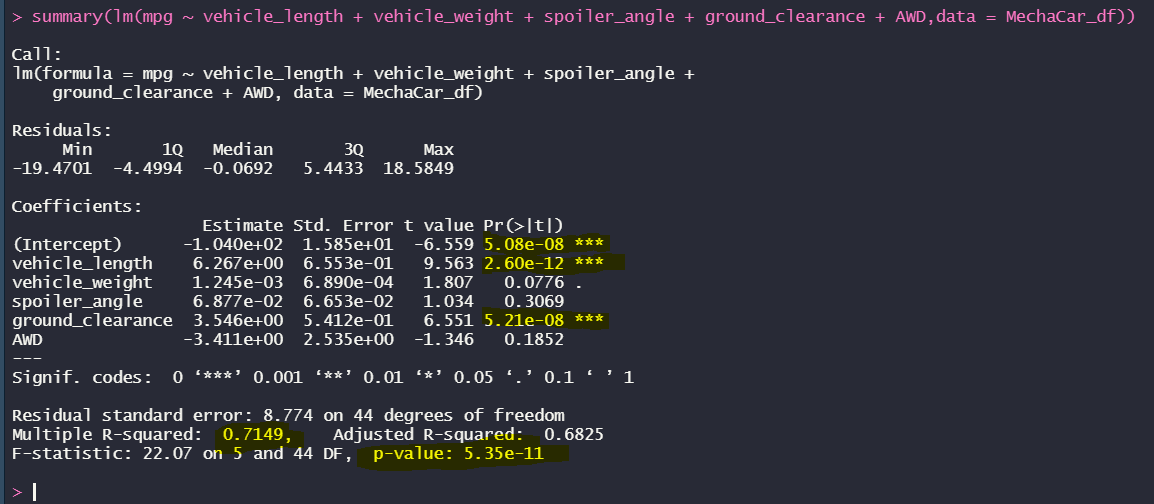 > summary(lm(mpg ~ vehicle_length + vehicle_weight + spoiler_angle + ground_clearance + AWD,data = MechaCar_df))
Call:
lm(formula = mpg ~ vehicle_length + vehicle_weight + spoiler_angle +
    ground_clearance + AWD, data = MechaCar_df)
Residuals:
     Min       1Q   Median       3Q      Max
-19.4701  -4.4994  -0.0692   5.4433  18.5849
Coefficients:
                   Estimate Std. Error t value Pr(>|t|)
(Intercept)      -1.040e+02  1.585e+01  -6.559 5.08e-08 ***
vehicle_length    6.267e+00  6.553e-01   9.563 2.60e-12 ***
vehicle_weight    1.245e-03  6.890e-04   1.807   0.0776 .
spoiler_angle     6.877e-02  6.653e-02   1.034   0.3069
ground_clearance  3.546e+00  5.412e-01   6.551 5.21e-08 ***
AWD              -3.411e+00  2.535e+00  -1.346   0.1852
---
Signif. codes:  0 ‘***’ 0.001 ‘**’ 0.01 ‘*’ 0.05 ‘.’ 0.1 ‘ ’ 1
Residual standard error: 8.774 on 44 degrees of freedom
Multiple R-squared:  0.7149,    Adjusted R-squared:  0.6825
F-statistic: 22.07 on 5 and 44 DF,  p-value: 5.35e-11
>